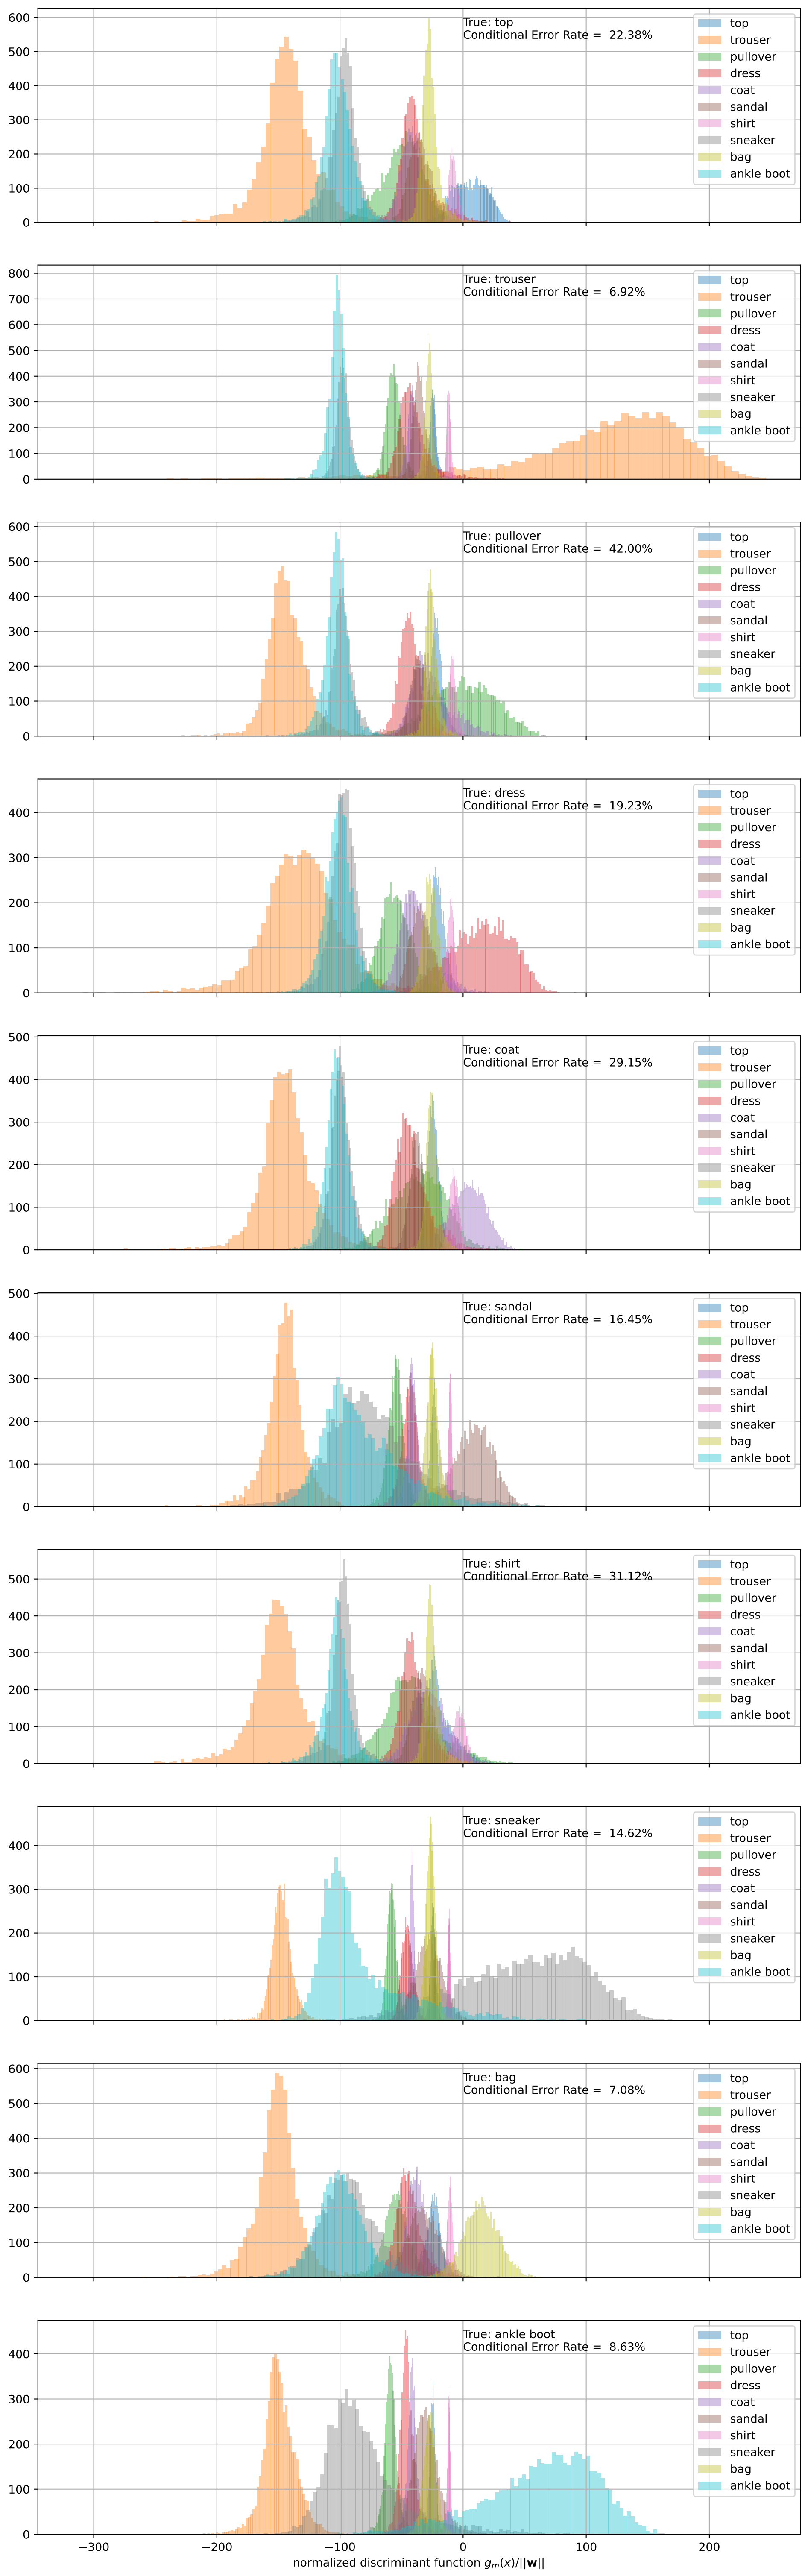 True: top
Conditional Error Rate = 22.38%
top
trouser
pullover
dress
coat
sandal
shirt
sneaker
bag
ankle boot
600
500
400
300
200
100
0
True: trouser
Conditional Error Rate = 6.92%
top
trouser
pullover
dress
coat
sandal
shirt
sneaker
bag
ankle boot
800
700
600
500
400
300
200
100
0
True: pullover
Conditional Error Rate = 42.00%
top
trouser
pullover
dress
coat
sandal
shirt
sneaker
bag
ankle boot
600
500
400
300
200
100
0
True: dress
Conditional Error Rate = 19.23%
top
trouser
pullover
dress
coat
sandal
shirt
sneaker
bag
ankle boot
400
300
200
100
0
True: coat
Conditional Error Rate = 29.15%
top
trouser
pullover
dress
coat
sandal
shirt
sneaker
bag
ankle boot
500
400
300
200
100
0
True: sandal
Conditional Error Rate = 16.45%
top
trouser
pullover
dress
coat
sandal
shirt
sneaker
bag
ankle boot
500
400
300
200
100
0
True: shirt
Conditional Error Rate = 31.12%
top
trouser
pullover
dress
coat
sandal
shirt
sneaker
bag
ankle boot
500
400
300
200
100
0
True: sneaker
Conditional Error Rate = 14.62%
top
trouser
pullover
dress
coat
sandal
shirt
sneaker
bag
ankle boot
400
300
200
100
0
True: bag
Conditional Error Rate = 7.08%
top
trouser
pullover
dress
coat
sandal
shirt
sneaker
bag
ankle boot
600
500
400
300
200
100
0
True: ankle boot
Conditional Error Rate = 8.63%
top
trouser
pullover
dress
coat
sandal
shirt
sneaker
bag
ankle boot
400
300
200
100
0
−300 −200 −100 0 100 200
normalized discriminant function g_m(x)/||w||